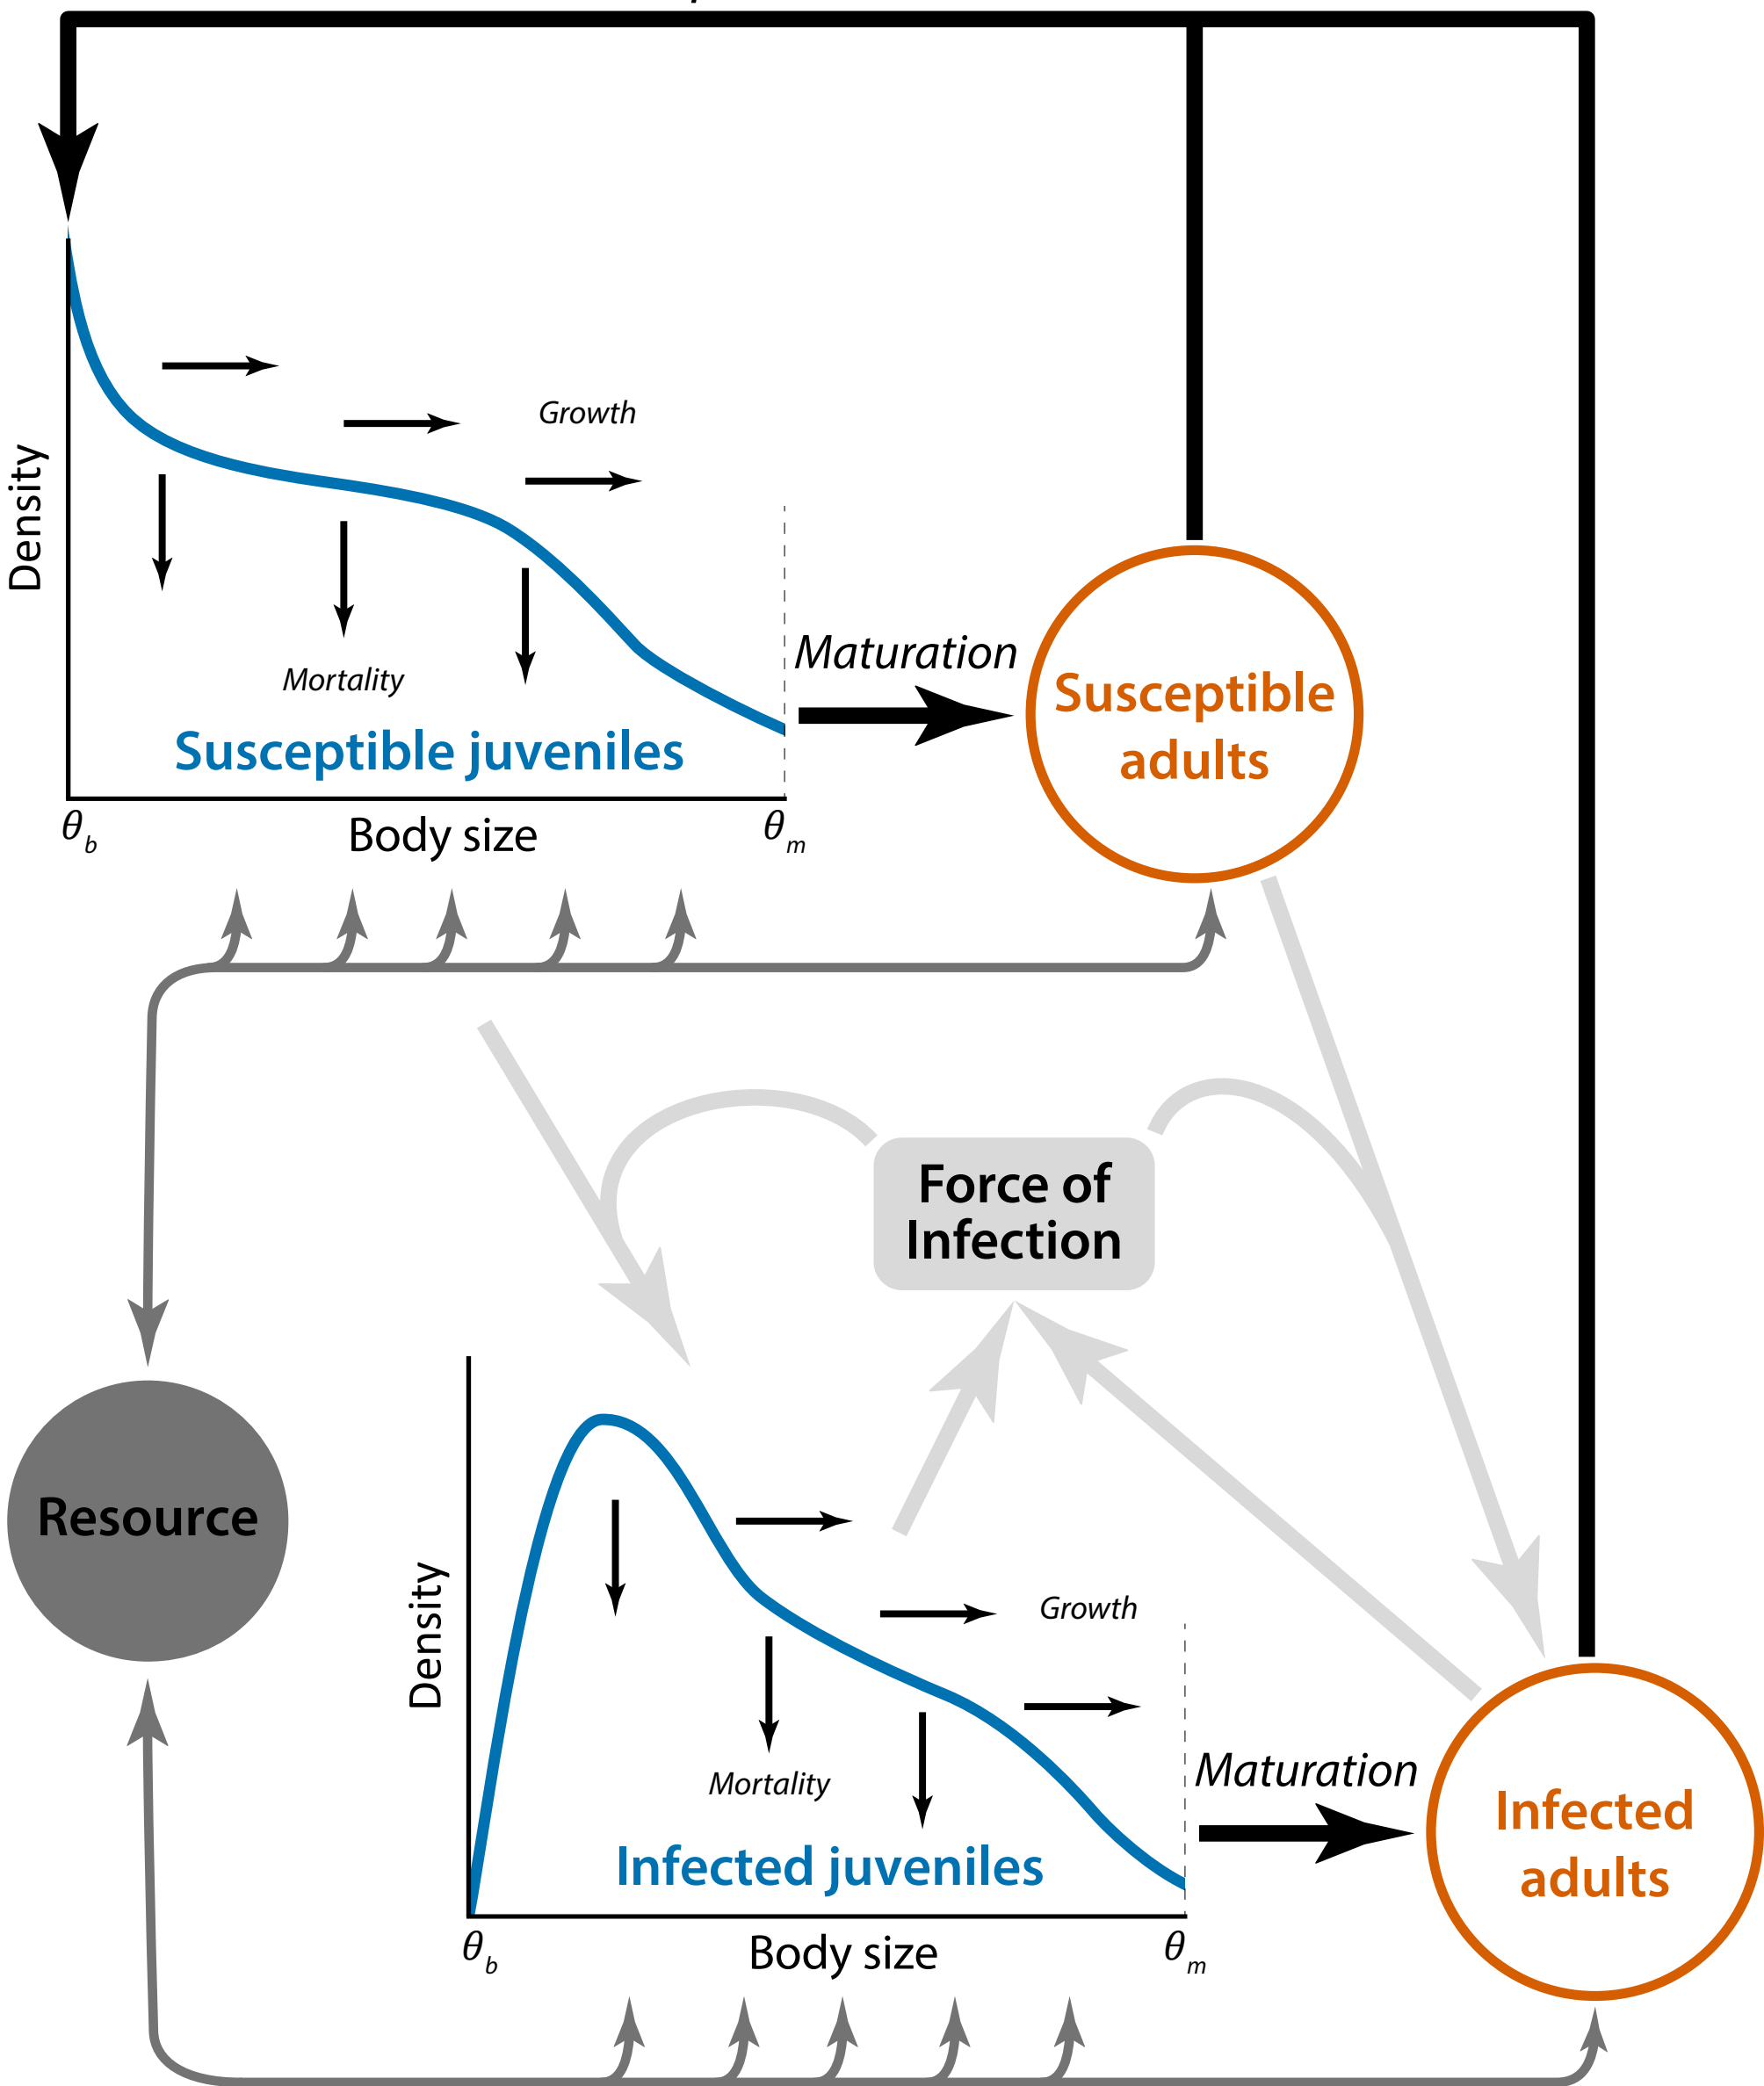 Growth
Density
Mortality
Maturation
Susceptible juveniles
Susceptible
adults
θb
Body size
θm
Force of
Infection
Resource
Density
Growth
Mortality
Maturation
Infected juveniles
Infected
adults
θb
Body size
θm